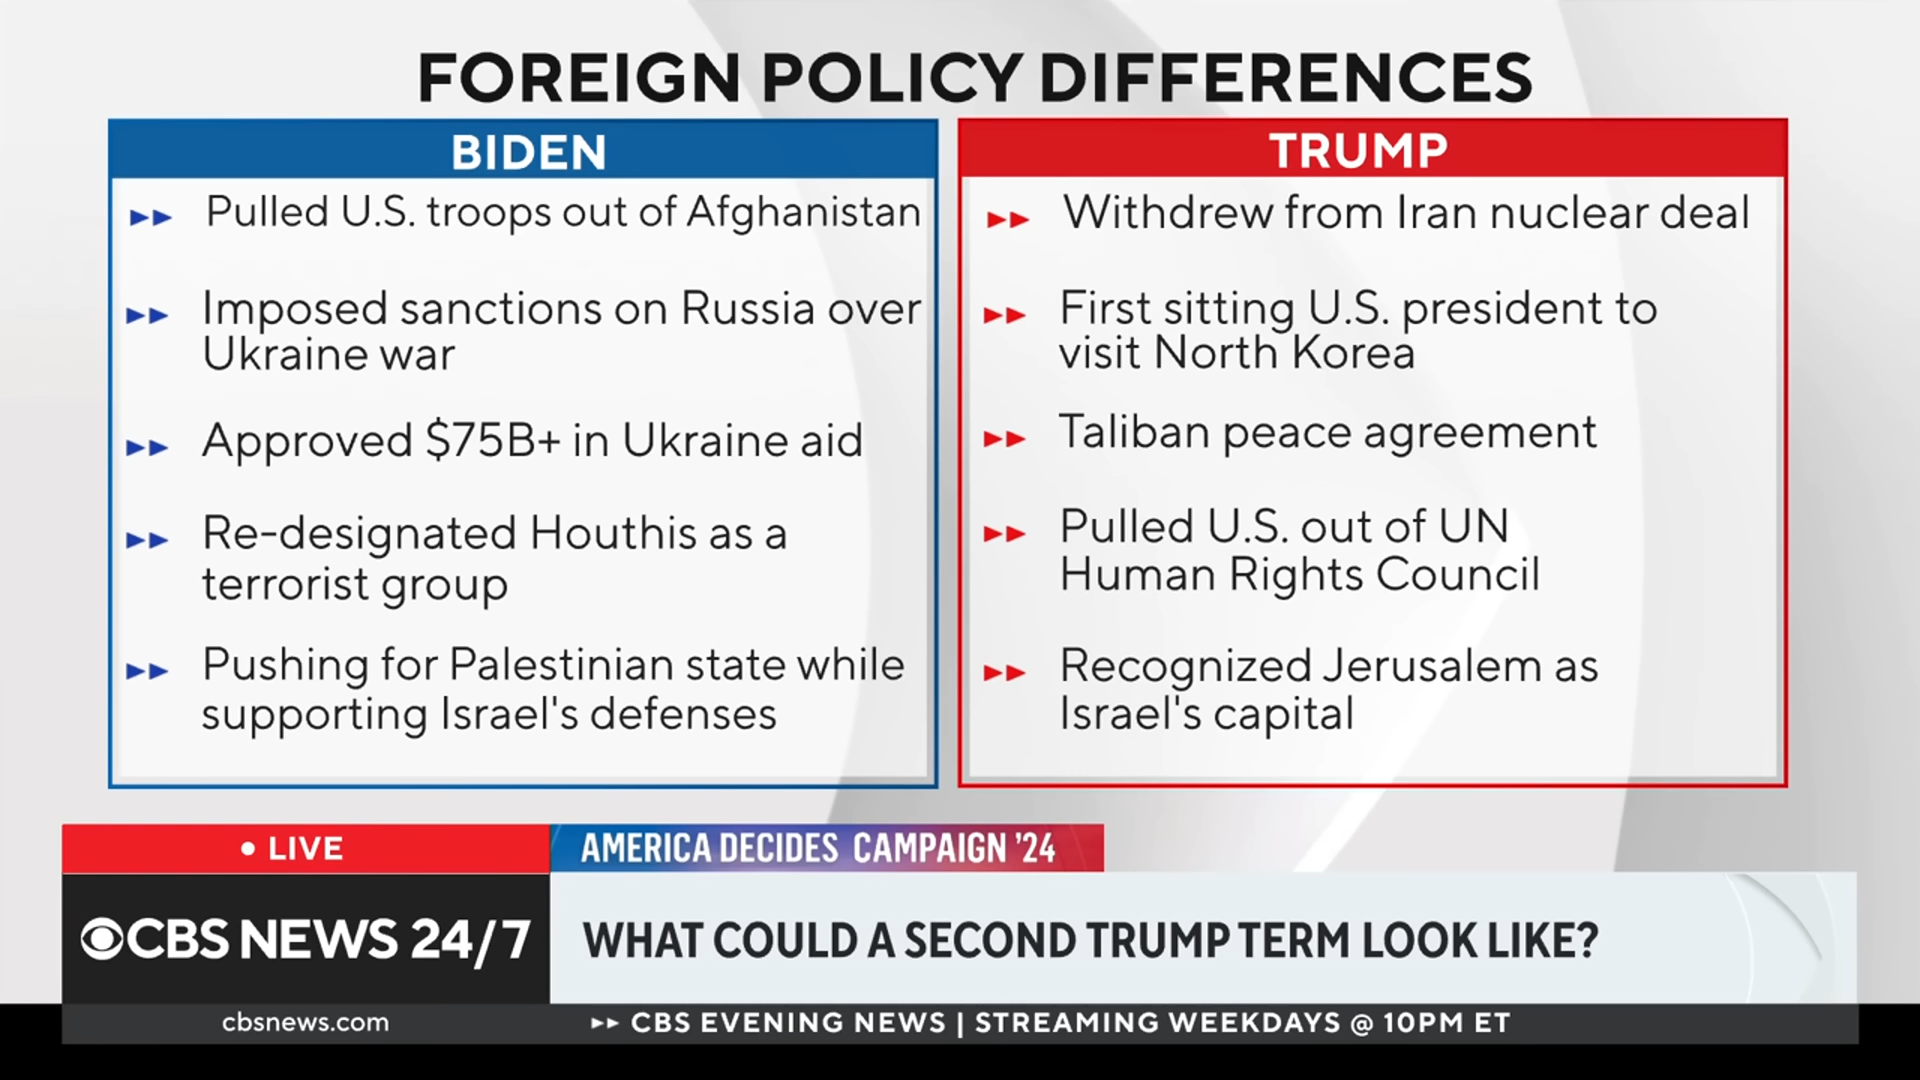 FOREIGN POLICY DIFFERENCES
BIDEN
Pulled U.S. troops out of Afghanistan
Imposed sanctions on Russia over
Ukraine war
Approved $75B+ in Ukraine aid
Re-designated Houthis as a
terrorist group
Pushing for Palestinian state while
supporting Israel's defenses
TRUMP
Withdrew from Iran nuclear deal
First sitting U.S. president to
visit North Korea
Taliban peace agreement
Pulled U.S. out of UN
Human Rights Council
Recognized Jerusalem as
Israel's capital
• LIVE
AMERICA DECIDES CAMPAIGN '24
CBS NEWS 24/7
WHAT COULD A SECOND TRUMP TERM LOOK LIKE?
cbsnews.com
CBS EVENING NEWS | STREAMING WEEKDAYS @ 10PM ET